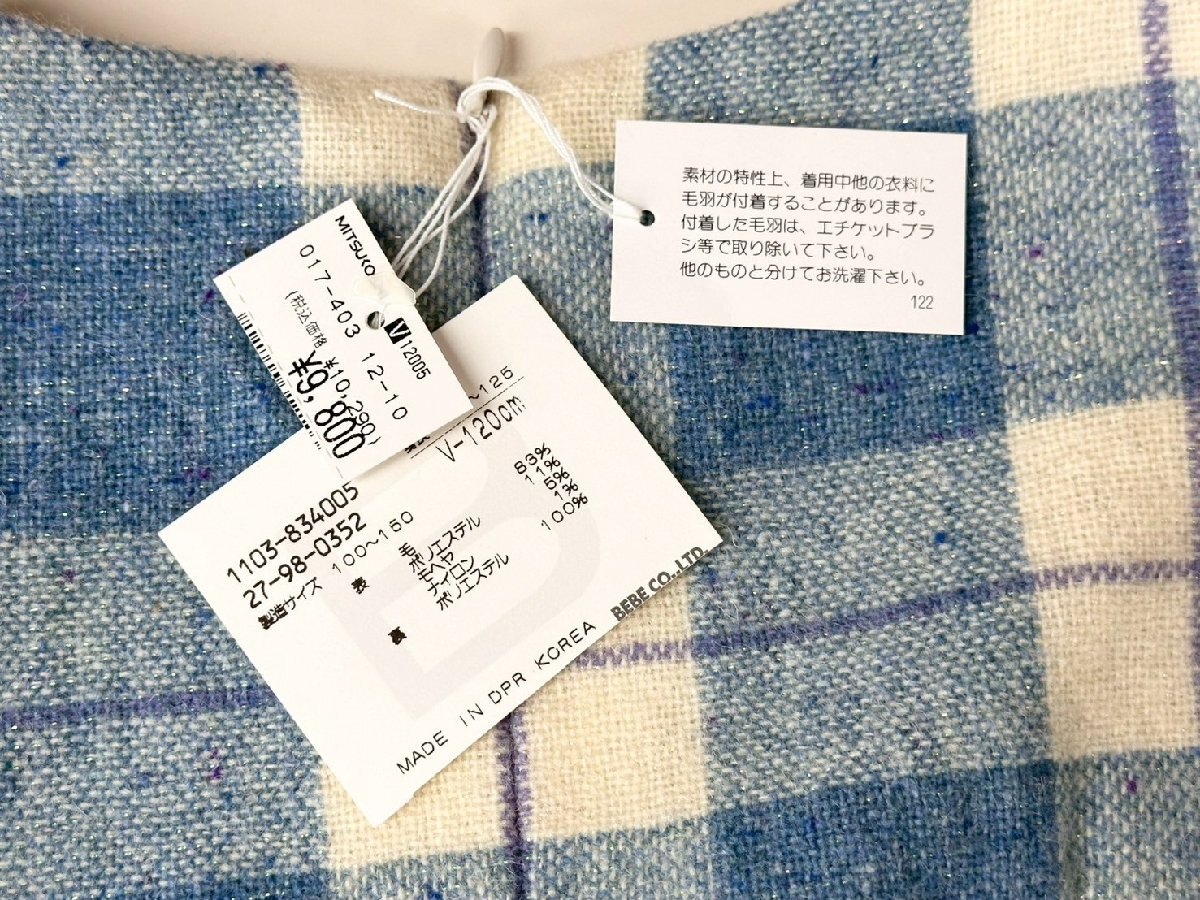 MITSUKO
017-403 12-10
(税込価格 ¥10,290)
¥9,800
V 12005
~125
V-120cm
1103-834005
27-98-0352
製造サイズ 100~150
表 毛 83%
ポリエステル 11%
モヘヤ 5%
ナイロン 1%
裏 ポリエステル 100%
BEBE CO.,LTD.
MADE IN DPR KOREA
素材の特性上、着用中他の衣料に
毛羽が付着することがあります。
付着した毛羽は、エチケットブラ
シ等で取り除いて下さい。
他のものと分けてお洗濯下さい。
122